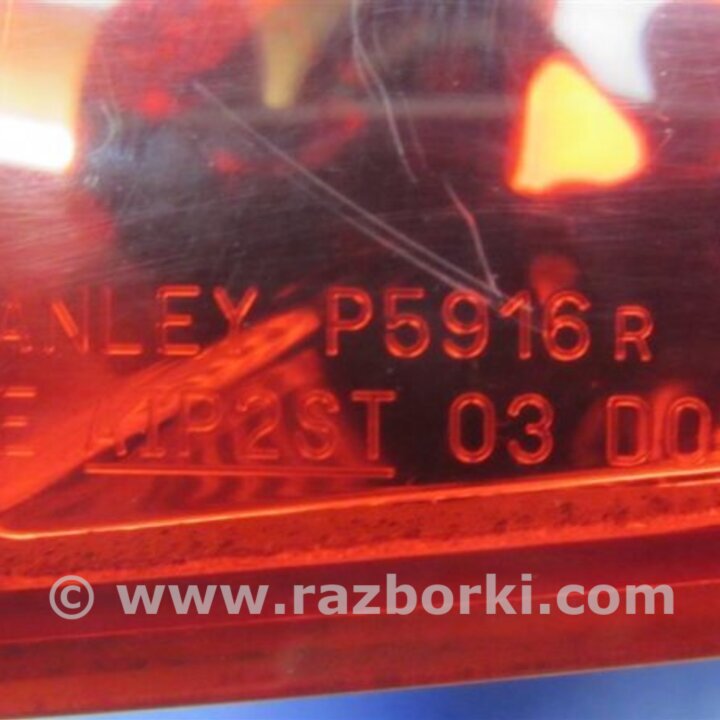 ANLEY P5916 R
E AIP2ST 03 DO
© www.razborki.com